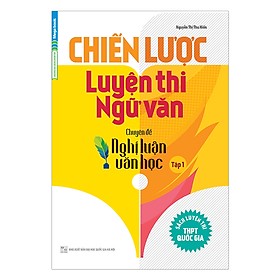 Nguyễn Thị Thu Hiền
CHIẾN LƯỢC
Luyện thi
Ngữ văn
Chuyên đề
Nghị luận
văn học
Tập 1
SÁCH LUYỆN THI
THPT
QUỐC GIA